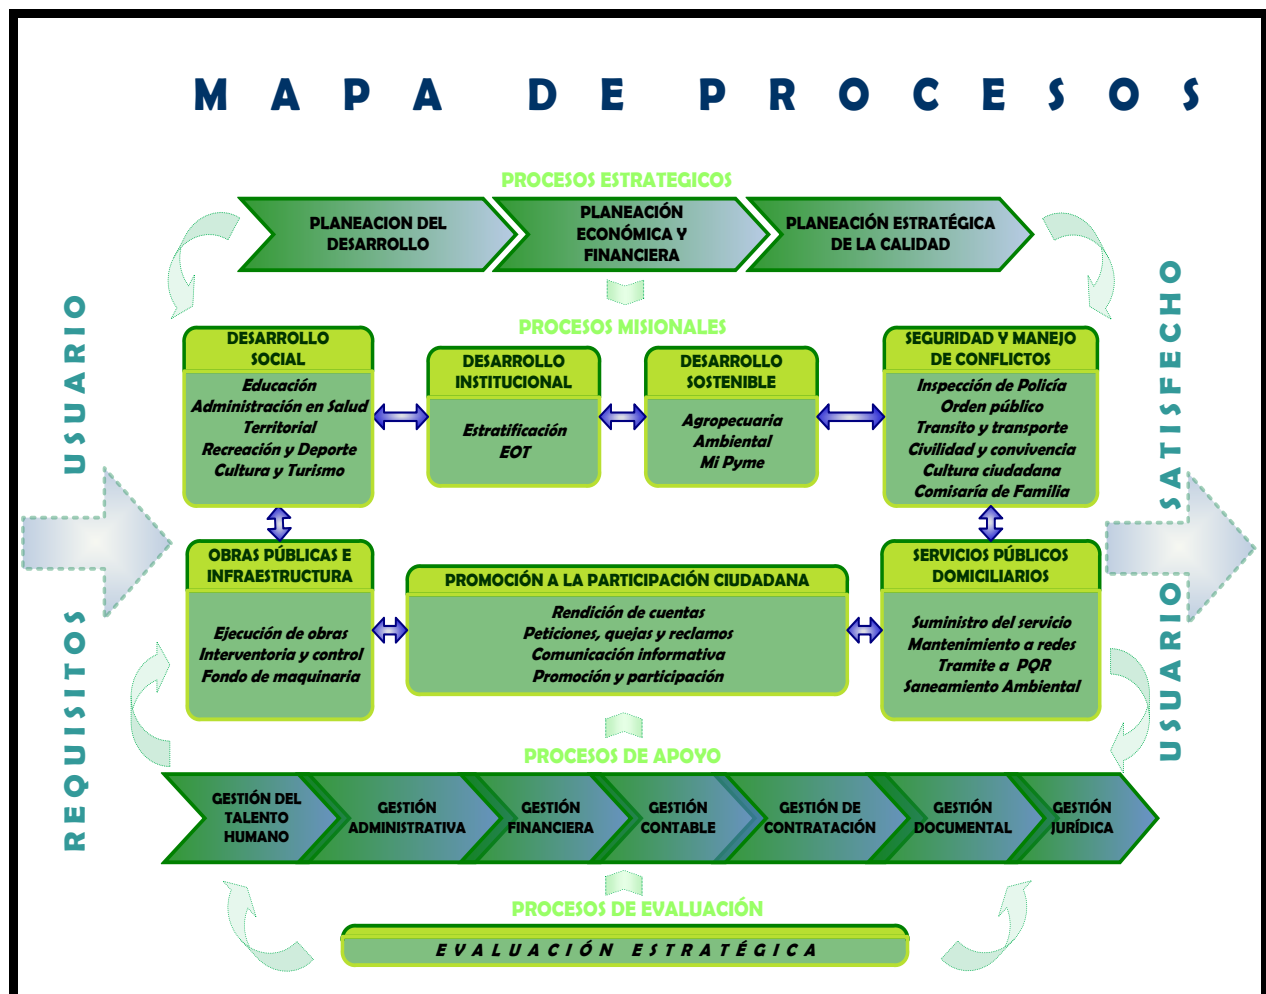 MAPA DE PROCESOS
PROCESOS ESTRATEGICOS
PLANEACION DEL
DESARROLLO
PLANEACIÓN
ECONÓMICA Y
FINANCIERA
PLANEACIÓN ESTRATÉGICA
DE LA CALIDAD
REQUISITOS USUARIO
PROCESOS MISIONALES
DESARROLLO
SOCIAL
Educación
Administración en Salud
Territorial
Recreación y Deporte
Cultura y Turismo
DESARROLLO
INSTITUCIONAL
Estratificación
EOT
DESARROLLO
SOSTENIBLE
Agropecuaria
Ambiental
Mi Pyme
SEGURIDAD Y MANEJO
DE CONFLICTOS
Inspección de Policía
Orden público
Transito y transporte
Civilidad y convivencia
Cultura ciudadana
Comisaría de Familia
OBRAS PÚBLICAS E
INFRAESTRUCTURA
Ejecución de obras
Interventoria y control
Fondo de maquinaria
PROMOCIÓN A LA PARTICIPACIÓN CIUDADANA
Rendición de cuentas
Peticiones, quejas y reclamos
Comunicación informativa
Promoción y participación
SERVICIOS PÚBLICOS
DOMICILIARIOS
Suministro del servicio
Mantenimiento a redes
Tramite a PQR
Saneamiento Ambiental
USUARIO SATISFECHO
PROCESOS DE APOYO
GESTIÓN DEL
TALENTO
HUMANO
GESTIÓN
ADMINISTRATIVA
GESTIÓN
FINANCIERA
GESTIÓN
CONTABLE
GESTIÓN DE
CONTRATACIÓN
GESTIÓN
DOCUMENTAL
GESTIÓN
JURÍDICA
PROCESOS DE EVALUACIÓN
EVALUACIÓN ESTRATÉGICA